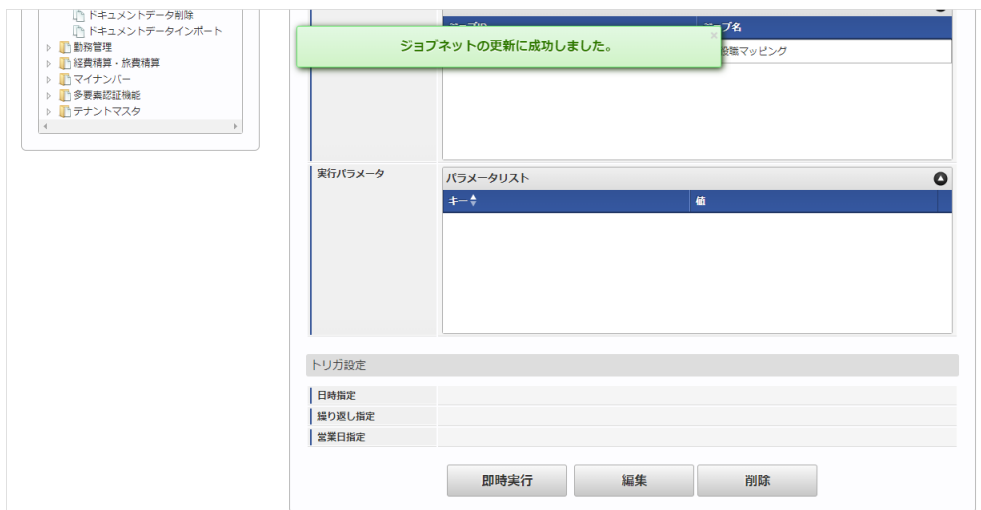 ドキュメントデータ削除
ドキュメントデータインポート
勤務管理
経費精算・旅費精算
マイナンバー
多要素認証機能
テナントマスタ
ジョブネットの更新に成功しました。
×
マッピング
実行パラメータ
パラメータリスト
キー
値
トリガ設定
日時指定
繰り返し指定
営業日指定
即時実行
編集
削除